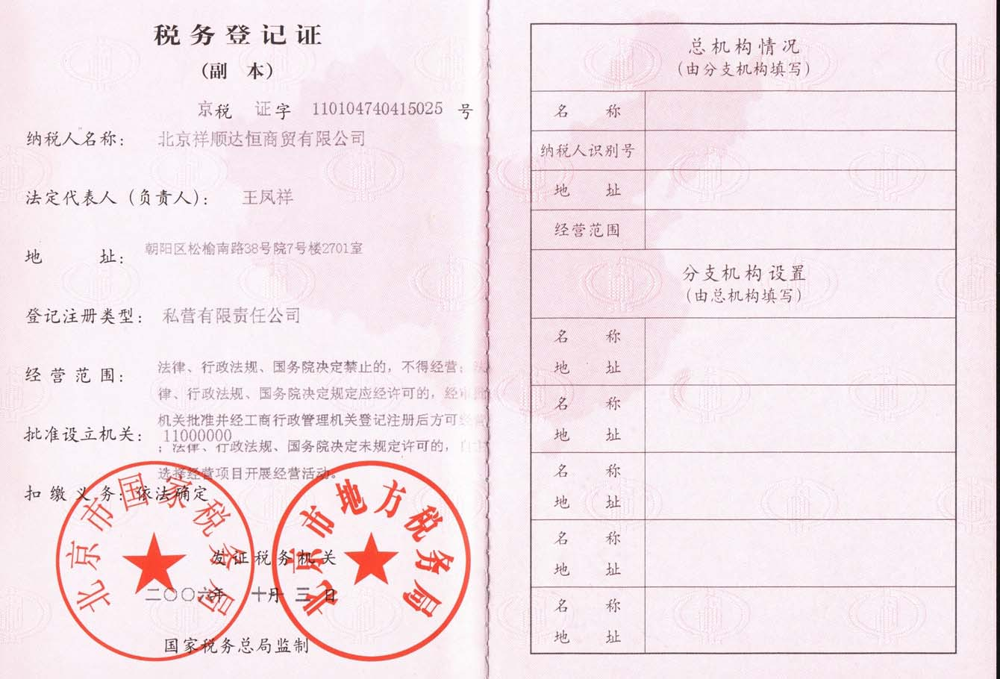 税务登记证
（副 本）
京税 证字 110104740415025 号
纳税人名称： 北京祥顺达恒商贸有限公司
法定代表人（负责人）： 王凤祥
地 址： 朝阳区松榆南路38号院7号楼2701室
登记注册类型： 私营有限责任公司
经营范围： 法律、行政法规、国务院决定禁止的，不得经营；法
律、行政法规、国务院决定规定应经许可的，经审批
机关批准并经工商行政管理机关登记注册后方可经营
；法律、行政法规、国务院决定未规定许可的，自主
选择经营项目开展经营活动。
批准设立机关： 11000000
扣缴义务：依法确定
北京市国家税务局
北京市地方税务局
发证税务机关
二〇〇六年 十月 三 日
国家税务总局监制
总机构情况
（由分支机构填写）
名 称
纳税人识别号
地 址
经营范围
分支机构设置
（由总机构填写）
名 称
地 址
名 称
地 址
名 称
地 址
名 称
地 址
名 称
地 址